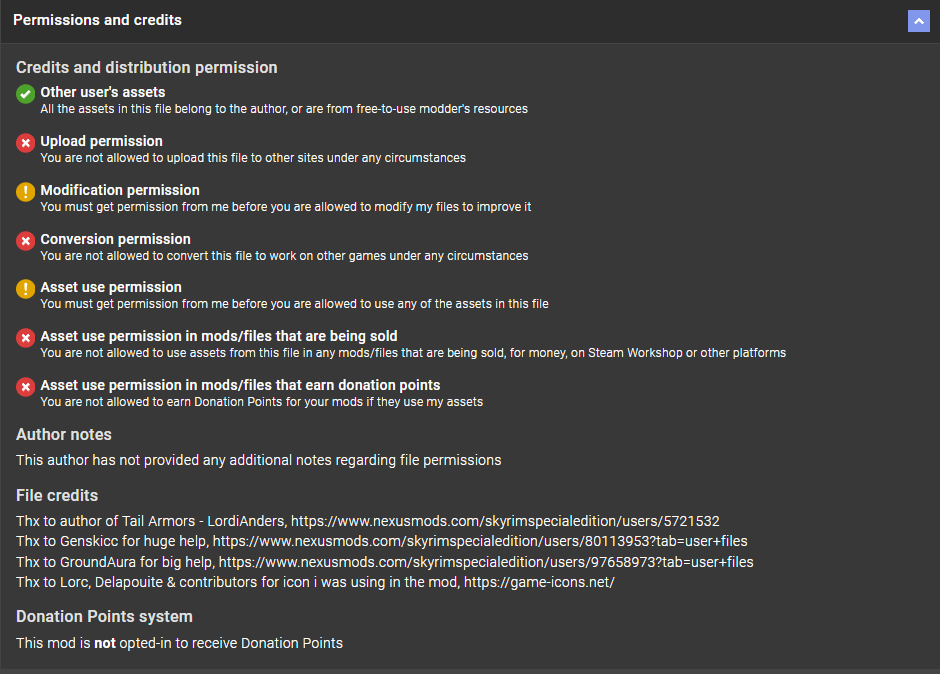 Permissions and credits
Credits and distribution permission
Other user's assets
All the assets in this file belong to the author, or are from free-to-use modder's resources
Upload permission
You are not allowed to upload this file to other sites under any circumstances
Modification permission
You must get permission from me before you are allowed to modify my files to improve it
Conversion permission
You are not allowed to convert this file to work on other games under any circumstances
Asset use permission
You must get permission from me before you are allowed to use any of the assets in this file
Asset use permission in mods/files that are being sold
You are not allowed to use assets from this file in any mods/files that are being sold, for money, on Steam Workshop or other platforms
Asset use permission in mods/files that earn donation points
You are not allowed to earn Donation Points for your mods if they use my assets
Author notes
This author has not provided any additional notes regarding file permissions
File credits
Thx to author of Tail Armors - LordiAnders, https://www.nexusmods.com/skyrimspecialedition/users/5721532
Thx to Genskicc for huge help, https://www.nexusmods.com/skyrimspecialedition/users/80113953?tab=user+files
Thx to GroundAura for big help, https://www.nexusmods.com/skyrimspecialedition/users/97658973?tab=user+files
Thx to Lorc, Delapouite & contributors for icon i was using in the mod, https://game-icons.net/
Donation Points system
This mod is not opted-in to receive Donation Points